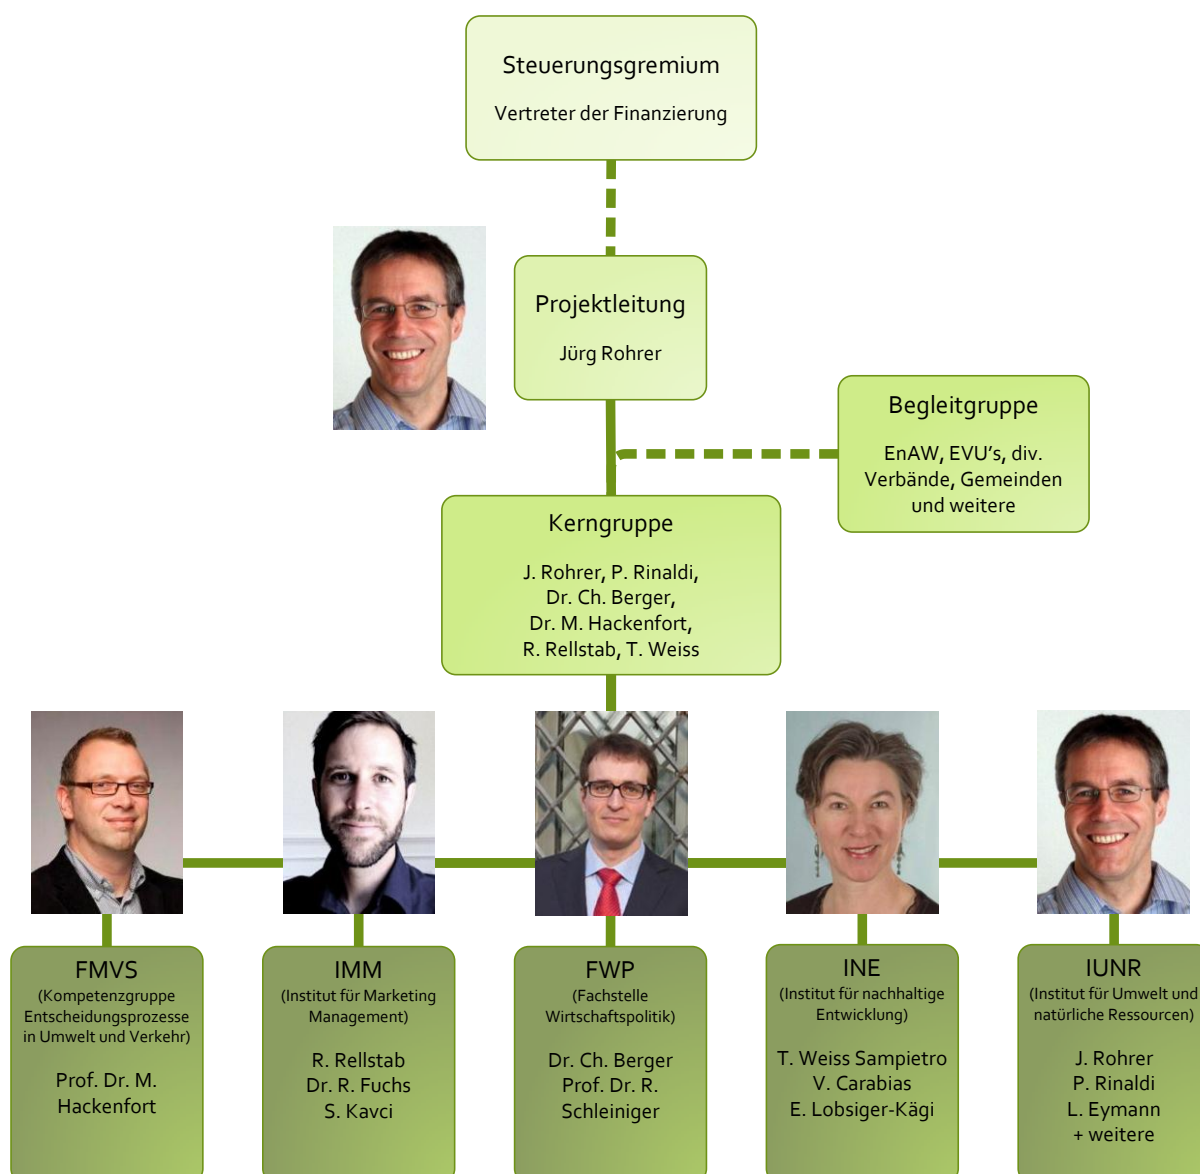 Steuerungsgremium
Vertreter der Finanzierung
Projektleitung
Jürg Rohrer
Begleitgruppe
EnAW, EVU's, div.
Verbände, Gemeinden
und weitere
Kerngruppe
J. Rohrer, P. Rinaldi,
Dr. Ch. Berger,
Dr. M. Hackenfort,
R. Rellstab, T. Weiss
FMVS
(Kompetenzgruppe
Entscheidungsprozesse
in Umwelt und Verkehr)
Prof. Dr. M.
Hackenfort
IMM
(Institut für Marketing
Management)
R. Rellstab
Dr. R. Fuchs
S. Kavci
FWP
(Fachstelle
Wirtschaftspolitik)
Dr. Ch. Berger
Prof. Dr. R.
Schleiniger
INE
(Institut für nachhaltige
Entwicklung)
T. Weiss Sampietro
V. Carabias
E. Lobsiger-Kägi
IUNR
(Institut für Umwelt und
natürliche Ressourcen)
J. Rohrer
P. Rinaldi
L. Eymann
+ weitere